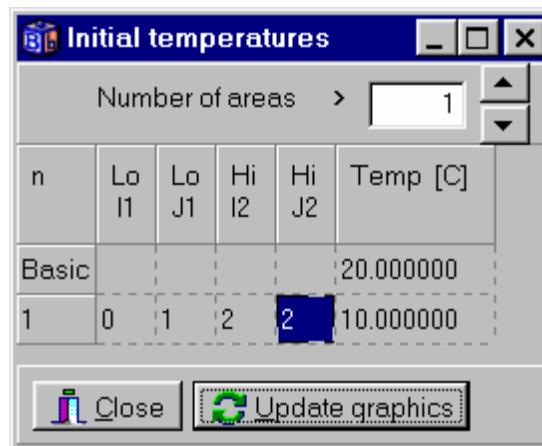 Initial temperatures
Number of areas > 1
n Lo I1 Lo J1 Hi I2 Hi J2 Temp [C]
Basic 20.000000
1 0 1 2 2 10.000000
Close Update graphics